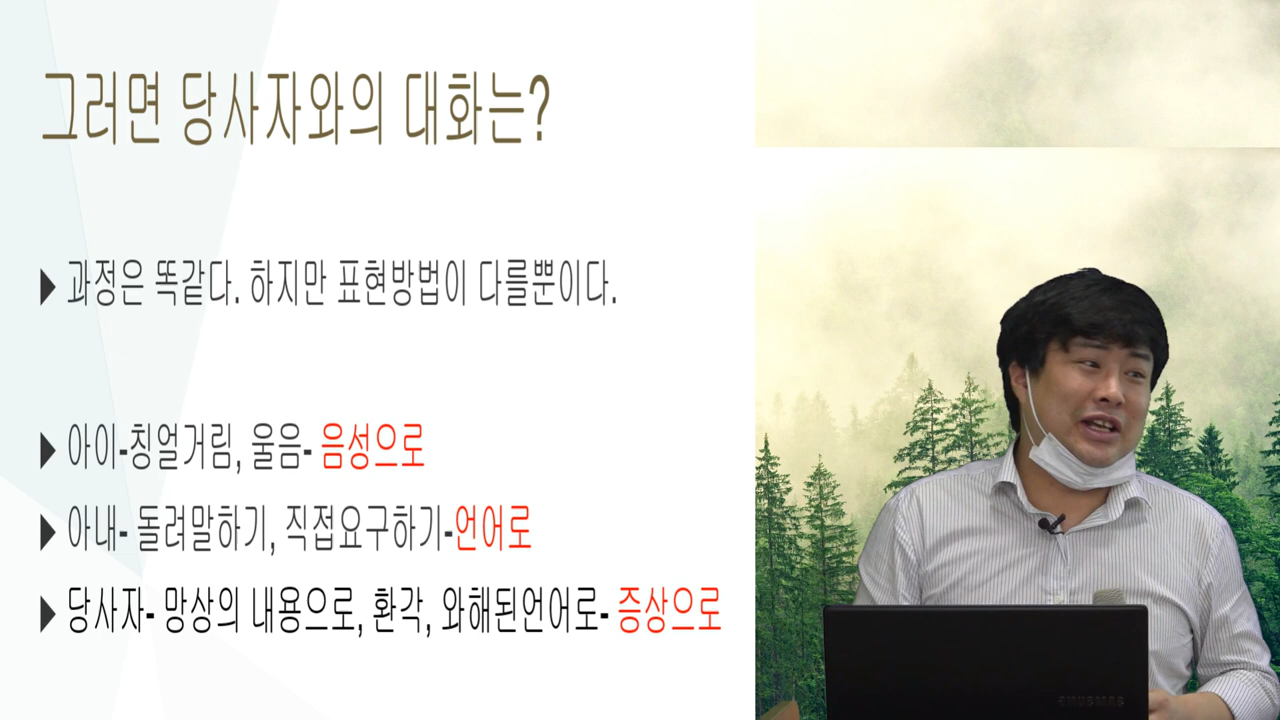 그러면 당사자와의 대화는?
과정은 똑같다. 하지만 표현방법이 다를뿐이다.
아이-칭얼거림, 울음- 음성으로
아내- 돌려말하기, 직접요구하기-언어로
당사자- 망상의 내용으로, 환각, 와해된언어로- 증상으로
SAMSUNG